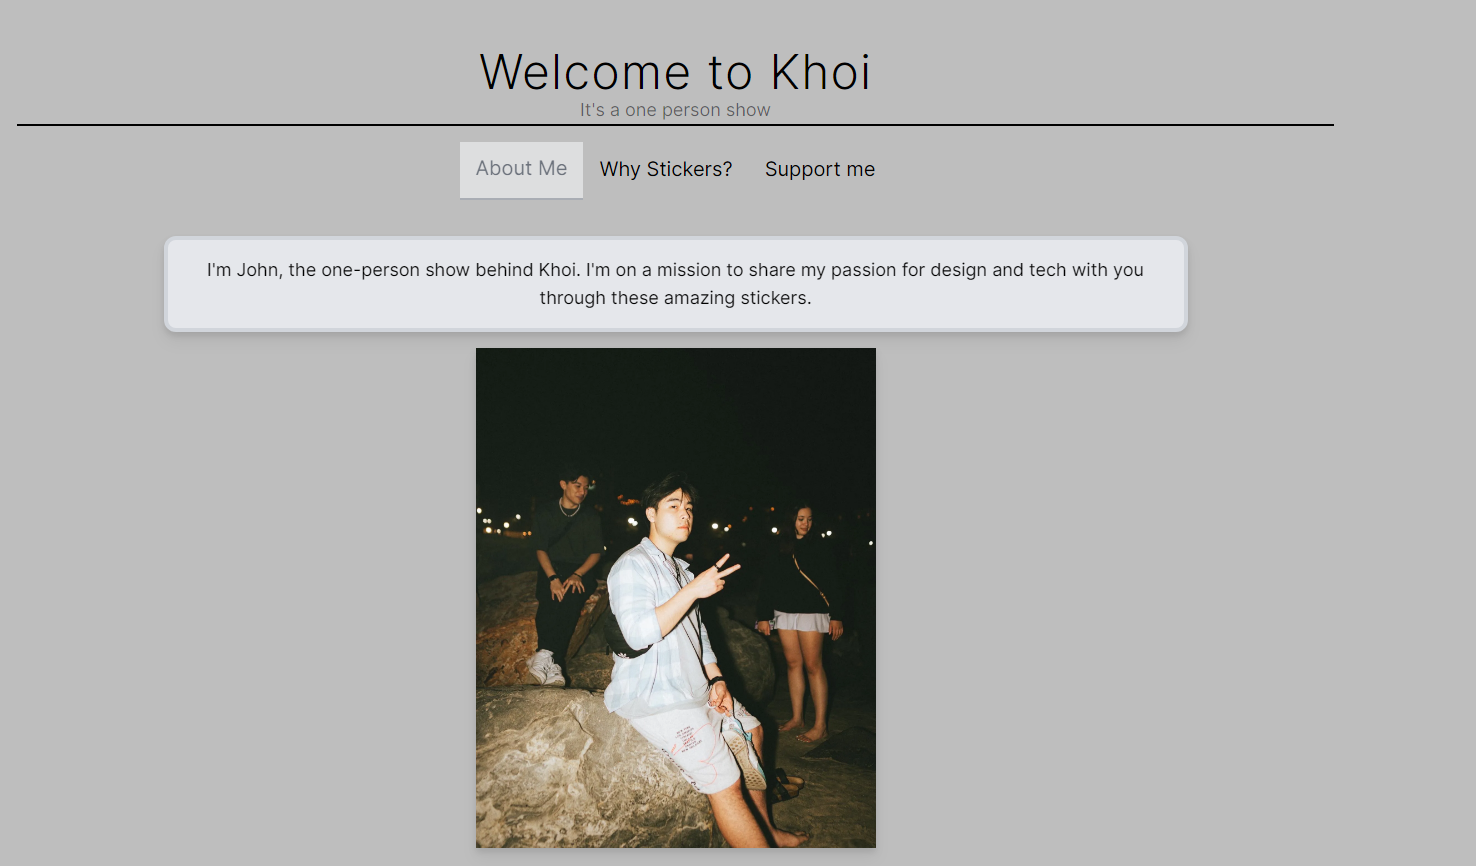 Welcome to Khoi
It's a one person show
About Me
Why Stickers?
Support me
I'm John, the one-person show behind Khoi. I'm on a mission to share my passion for design and tech with you
through these amazing stickers.